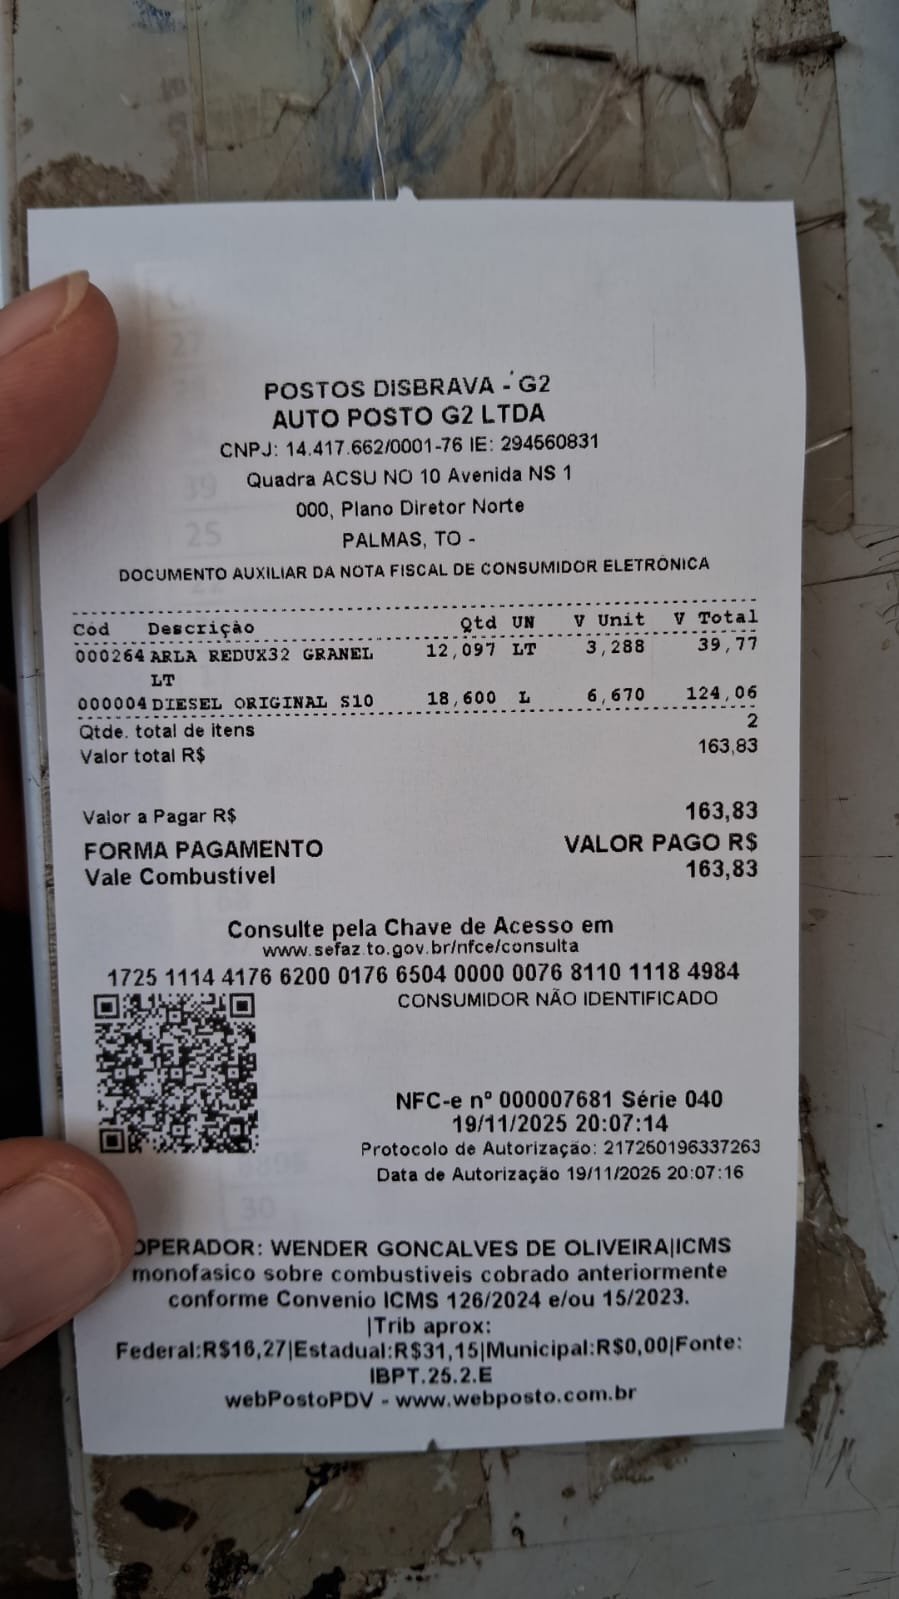 POSTOS DISBRAVA - G2
AUTO POSTO G2 LTDA
CNPJ: 14.417.662/0001-76 IE: 294560831
Quadra ACSU NO 10 Avenida NS 1
000, Plano Diretor Norte
PALMAS, TO -
DOCUMENTO AUXILIAR DA NOTA FISCAL DE CONSUMIDOR ELETRÔNICA
Cód Descrição Qtd UN V Unit V Total
000264 ARLA REDUX32 GRANEL 12,097 LT 3,288 39,77
LT
000004 DIESEL ORIGINAL S10 18,600 L 6,670 124,06
Qtde. total de itens 2
Valor total R$ 163,83
Valor a Pagar R$ 163,83
FORMA PAGAMENTO VALOR PAGO R$
Vale Combustível 163,83
Consulte pela Chave de Acesso em
www.sefaz.to.gov.br/nfce/consulta
1725 1114 4176 6200 0176 6504 0000 0076 8110 1118 4984
CONSUMIDOR NÃO IDENTIFICADO
NFC-e nº 000007681 Série 040
19/11/2025 20:07:14
Protocolo de Autorização: 217250196337263
Data de Autorização 19/11/2025 20:07:16
OPERADOR: WENDER GONCALVES DE OLIVEIRA|ICMS
monofasico sobre combustiveis cobrado anteriormente
conforme Convenio ICMS 126/2024 e/ou 15/2023.
|Trib aprox:
Federal:R$16,27|Estadual:R$31,15|Municipal:R$0,00|Fonte:
IBPT.25.2.E
webPostoPDV - www.webposto.com.br